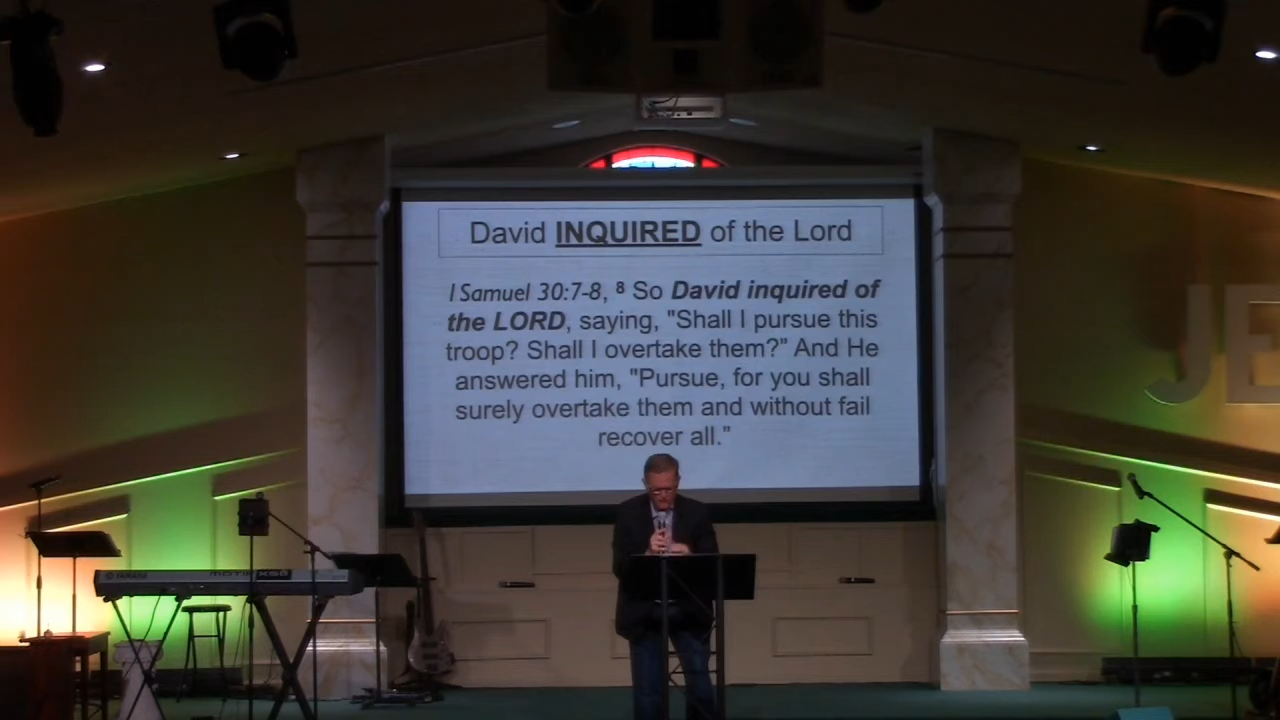 David INQUIRED of the Lord
I Samuel 30:7-8, ⁸ So David inquired of
the LORD, saying, "Shall I pursue this
troop? Shall I overtake them?" And He
answered him, "Pursue, for you shall
surely overtake them and without fail
recover all."
JE
YAMAHA